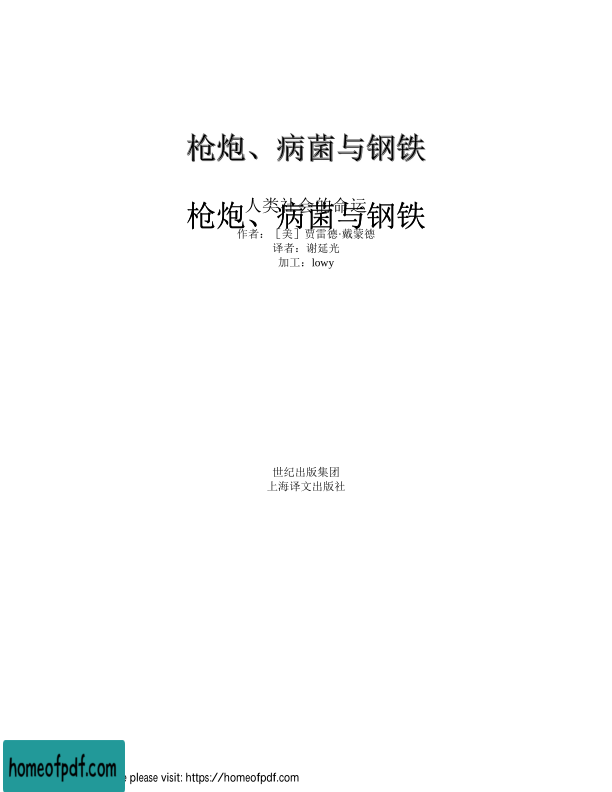 枪炮、病菌与钢铁
人类社会的命运
枪炮、病菌与钢铁
作者：［美］贾雷德·戴蒙德
译者：谢延光
加工：lowy
世纪出版集团
上海译文出版社
homeofpdf.com
please visit: https://homeofpdf.com